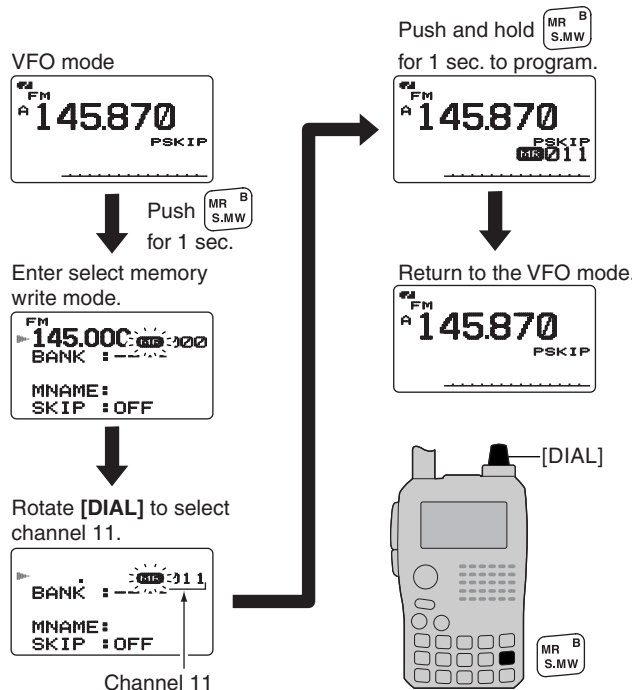 VFO mode
FM
A 145.870
PSKIP
Push MR B S.MW
for 1 sec.
Enter select memory
write mode.
FM
145.000 MR 000
BANK :-- --
MNAME:
SKIP :OFF
Rotate [DIAL] to select
channel 11.
. MR 011
BANK :-- --
MNAME:
SKIP :OFF
Channel 11
Push and hold MR B S.MW
for 1 sec. to program.
FM
A 145.870
PSKIP
MR 011
Return to the VFO mode.
FM
A 145.870
PSKIP
[DIAL]
MR B
S.MW